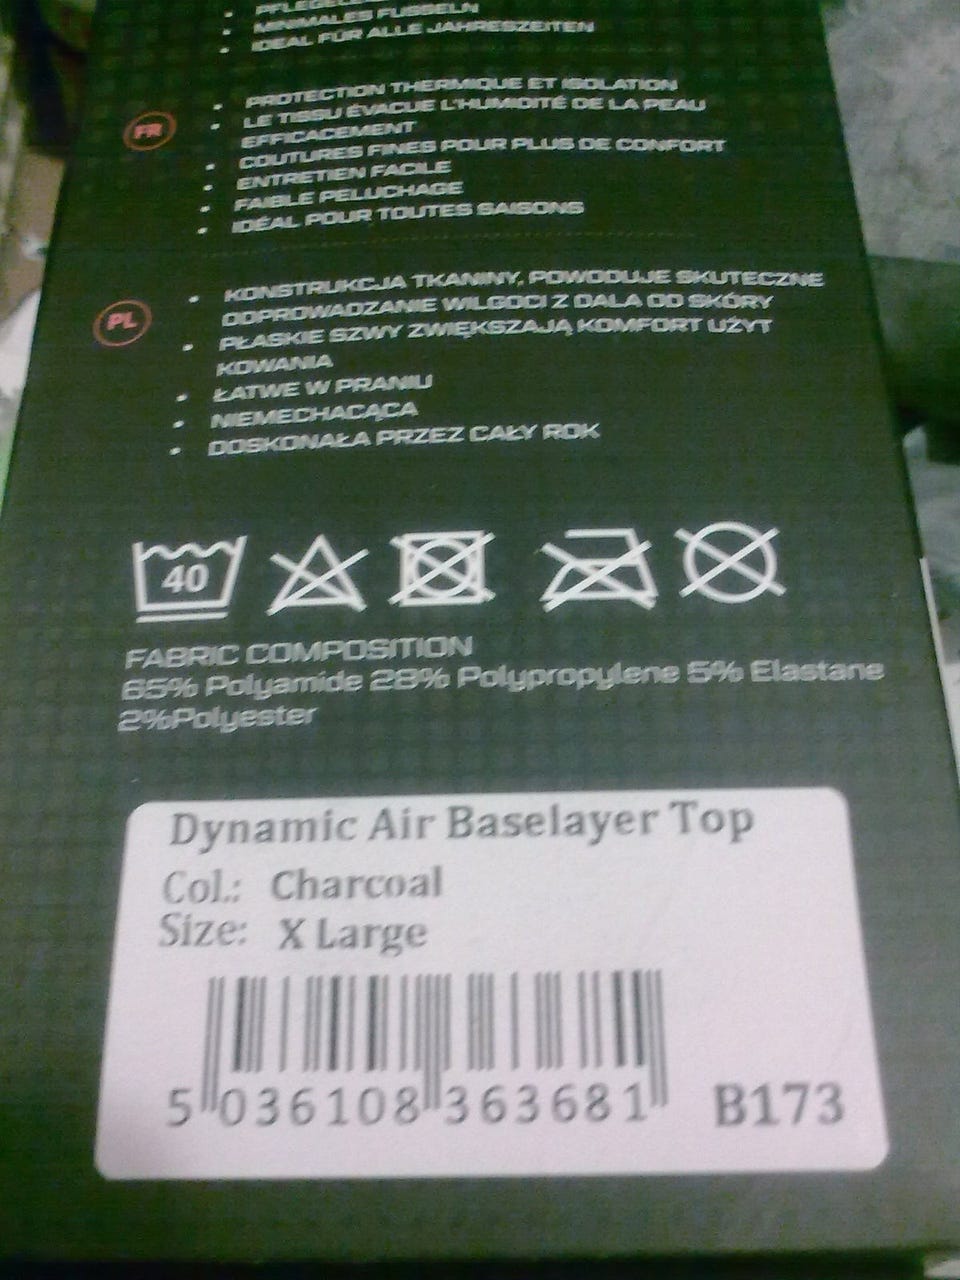 PFLEGELEICHT
MINIMALES FUSSELN
IDEAL FÜR ALLE JAHRESZEITEN
FR
PROTECTION THERMIQUE ET ISOLATION
LE TISSU ÉVACUE L'HUMIDITÉ DE LA PEAU
EFFICACEMENT
COUTURES FINES POUR PLUS DE CONFORT
ENTRETIEN FACILE
FAIBLE PELUCHAGE
IDÉAL POUR TOUTES SAISONS
PL
KONSTRUKCJA TKANINY, POWODUJE SKUTECZNE
ODPROWADZANIE WILGOCI Z DALA OD SKÓRY
PŁASKIE SZWY ZWIĘKSZAJĄ KOMFORT UŻYT
KOWANIA
ŁATWE W PRANIU
NIEMECHACĄCA
DOSKONAŁA PRZEZ CAŁY ROK
40
FABRIC COMPOSITION
65% Polyamide 28% Polypropylene 5% Elastane
2%Polyester
Dynamic Air Baselayer Top
Col.: Charcoal
Size: X Large
5 036108 363681 B173